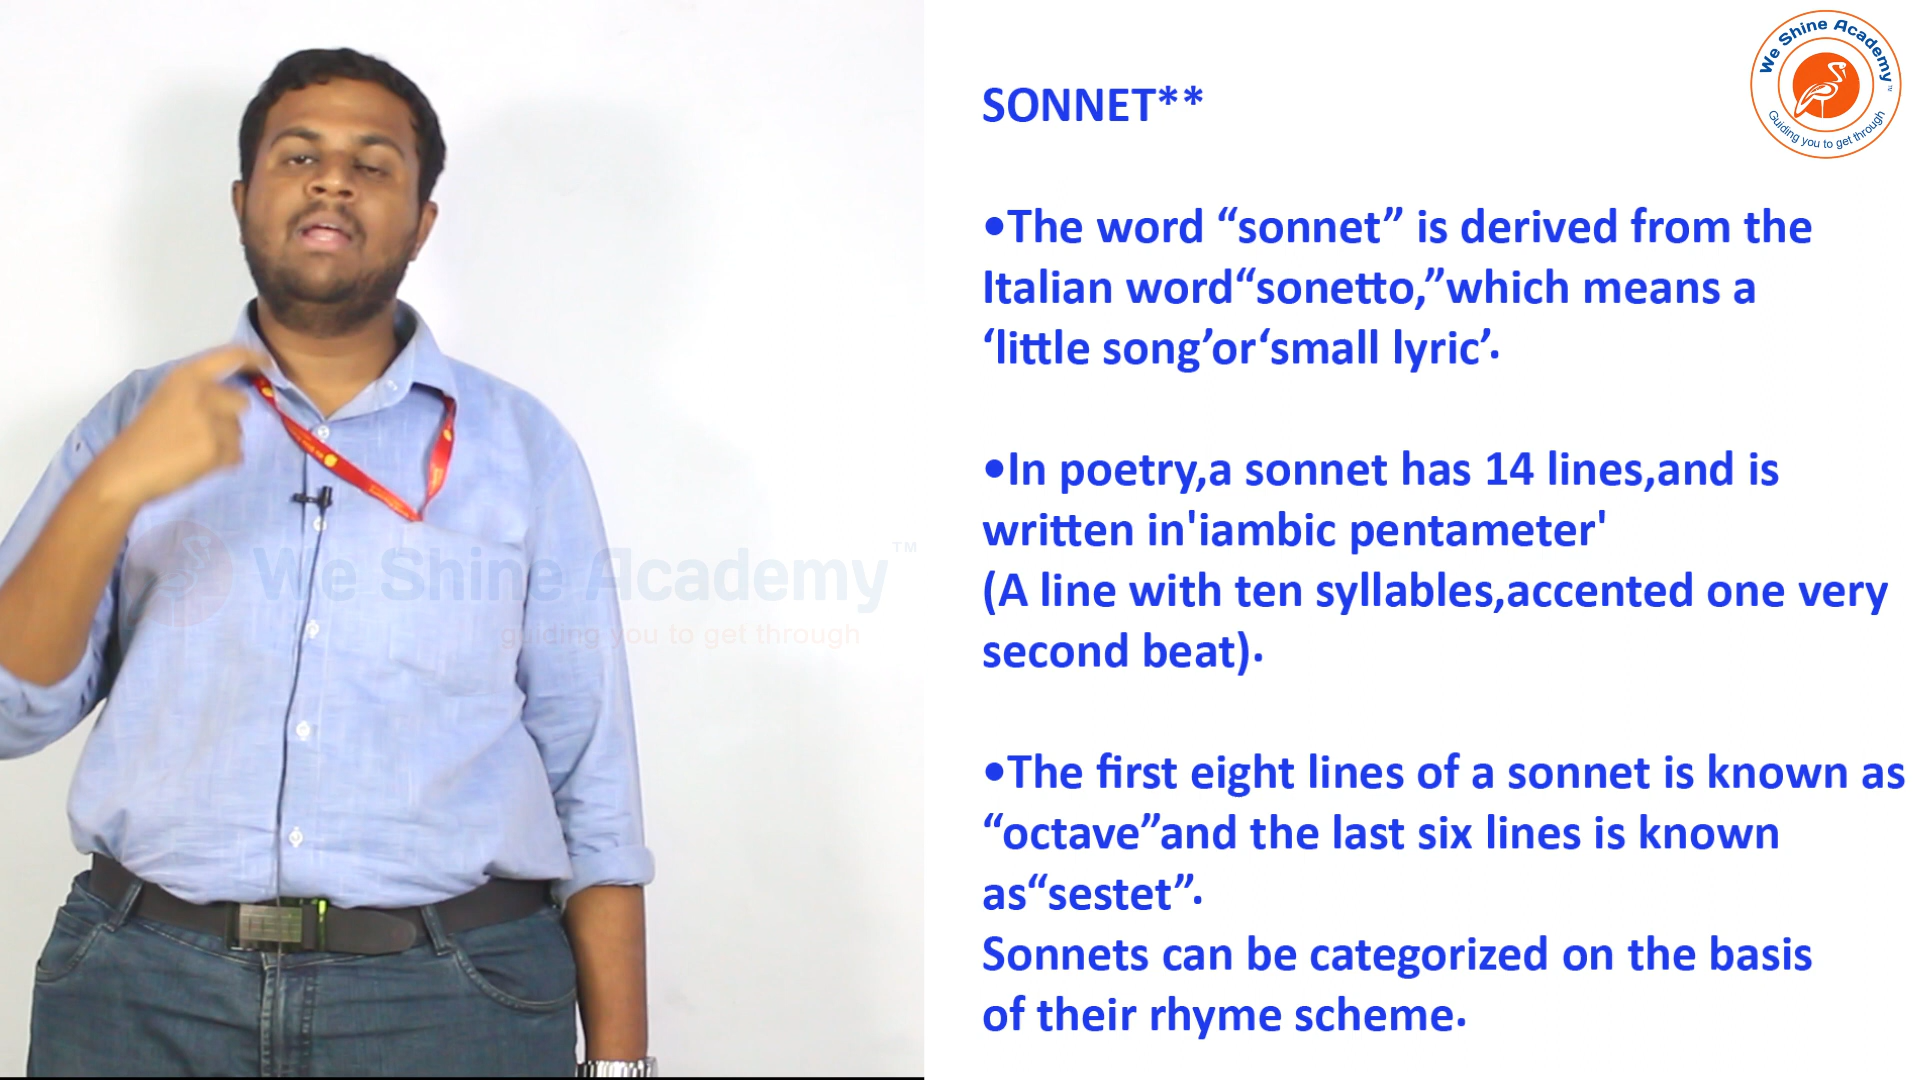 We Shine Academy
TM
Guiding you to get through
SONNET**
•The word “sonnet” is derived from the
Italian word“sonetto,”which means a
‘little song’or‘small lyric’.
•In poetry,a sonnet has 14 lines,and is
written in'iambic pentameter'
(A line with ten syllables,accented one very
second beat).
•The first eight lines of a sonnet is known as
“octave”and the last six lines is known
as“sestet”.
Sonnets can be categorized on the basis
of their rhyme scheme.
We Shine Academy TM
guiding you to get through